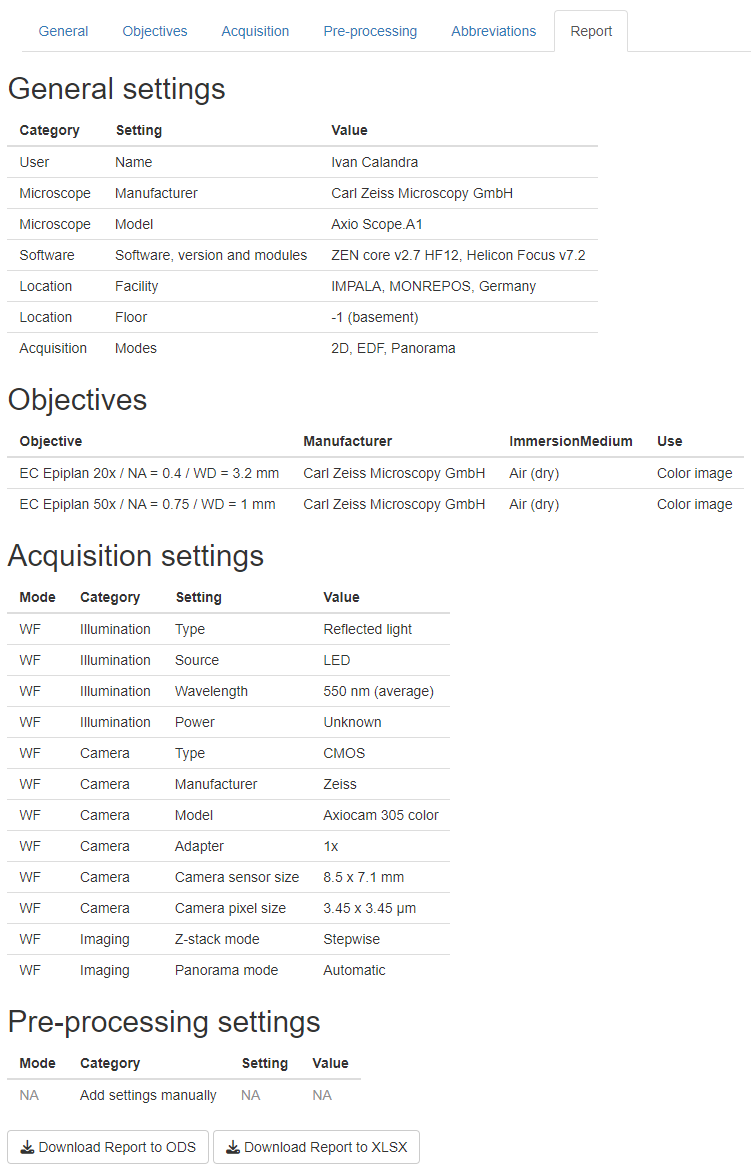 General Objectives Acquisition Pre-processing Abbreviations Report
General settings
Category Setting Value
User Name Ivan Calandra
Microscope Manufacturer Carl Zeiss Microscopy GmbH
Microscope Model Axio Scope.A1
Software Software, version and modules ZEN core v2.7 HF12, Helicon Focus v7.2
Location Facility IMPALA, MONREPOS, Germany
Location Floor -1 (basement)
Acquisition Modes 2D, EDF, Panorama
Objectives
Objective Manufacturer ImmersionMedium Use
EC Epiplan 20x / NA = 0.4 / WD = 3.2 mm Carl Zeiss Microscopy GmbH Air (dry) Color image
EC Epiplan 50x / NA = 0.75 / WD = 1 mm Carl Zeiss Microscopy GmbH Air (dry) Color image
Acquisition settings
Mode Category Setting Value
WF Illumination Type Reflected light
WF Illumination Source LED
WF Illumination Wavelength 550 nm (average)
WF Illumination Power Unknown
WF Camera Type CMOS
WF Camera Manufacturer Zeiss
WF Camera Model Axiocam 305 color
WF Camera Adapter 1x
WF Camera Camera sensor size 8.5 x 7.1 mm
WF Camera Camera pixel size 3.45 x 3.45 µm
WF Imaging Z-stack mode Stepwise
WF Imaging Panorama mode Automatic
Pre-processing settings
Mode Category Setting Value
NA Add settings manually NA NA
Download Report to ODS Download Report to XLSX